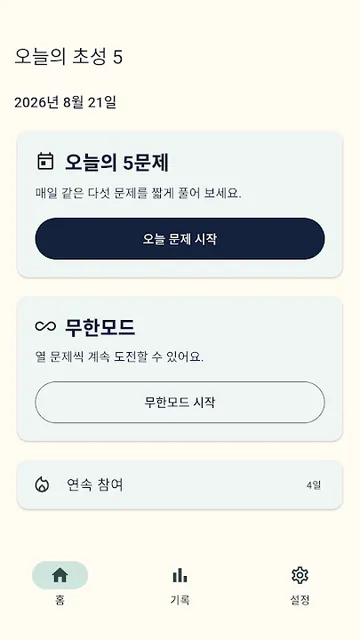 오늘의 초성 5
2026년 8월 21일
오늘의 5문제
매일 같은 다섯 문제를 짧게 풀어 보세요.
오늘 문제 시작
무한모드
열 문제씩 계속 도전할 수 있어요.
무한모드 시작
연속 참여
4일
홈
기록
설정